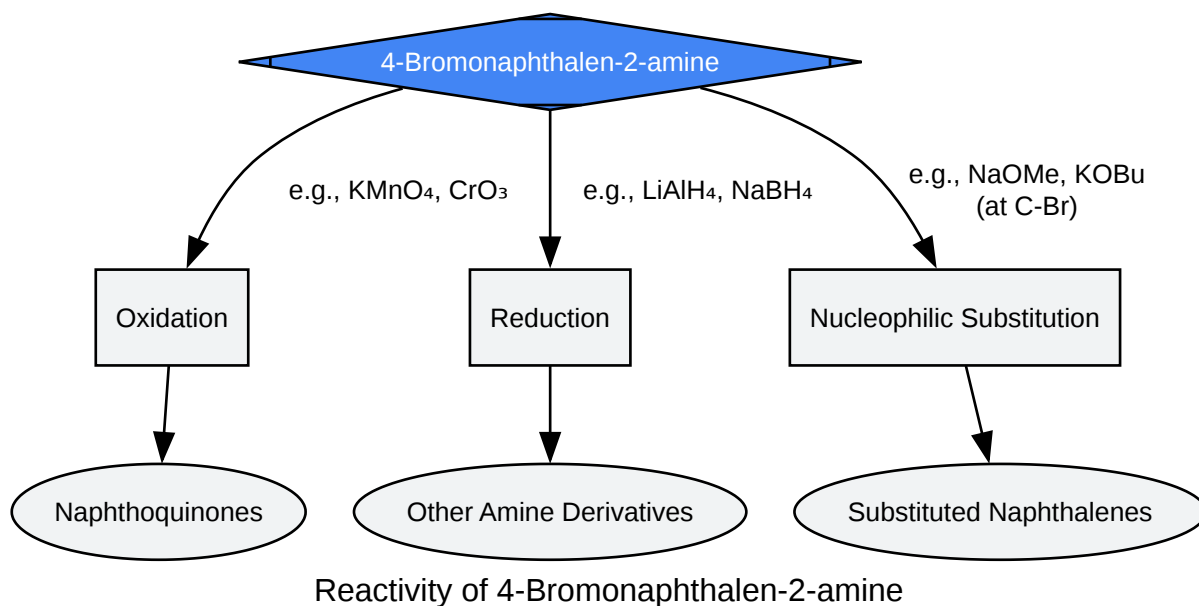 4-Bromonaphthalen-2-amine
e.g., KMnO₄, CrO₃
e.g., LiAlH₄, NaBH₄
e.g., NaOMe, KOBu
(at C-Br)
Oxidation
Reduction
Nucleophilic Substitution
Naphthoquinones
Other Amine Derivatives
Substituted Naphthalenes
Reactivity of 4-Bromonaphthalen-2-amine